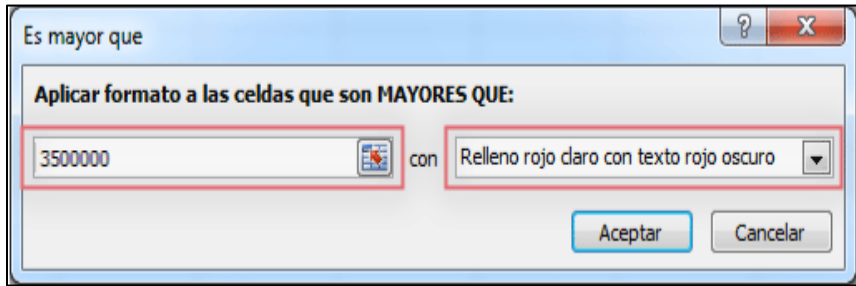 Es mayor que
Aplicar formato a las celdas que son MAYORES QUE:
3500000 con Relleno rojo claro con texto rojo oscuro
Aceptar Cancelar